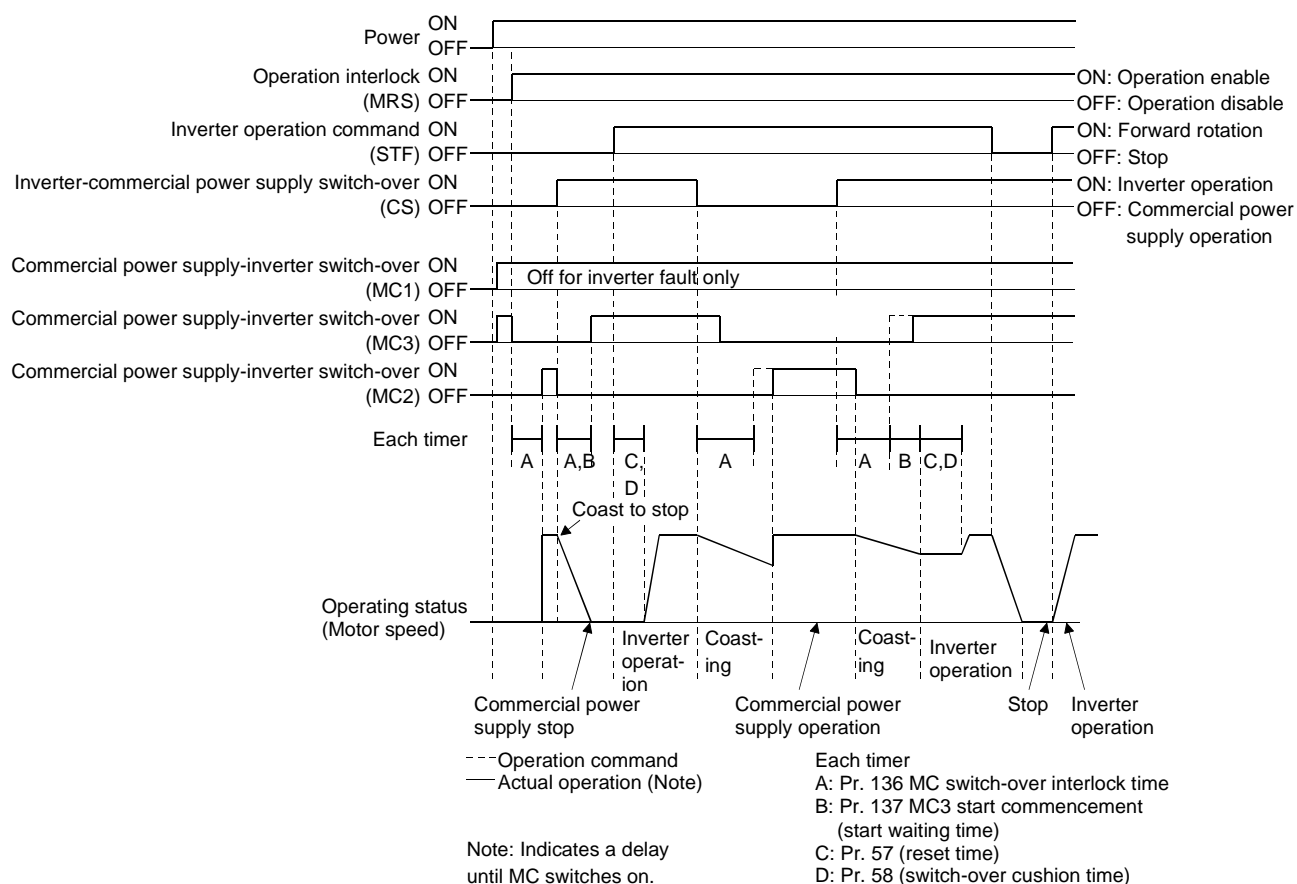 Power ON
OFF
Operation interlock ON
(MRS) OFF
ON: Operation enable
OFF: Operation disable
Inverter operation command ON
(STF) OFF
ON: Forward rotation
OFF: Stop
Inverter-commercial power supply switch-over ON
(CS) OFF
ON: Inverter operation
OFF: Commercial power
supply operation
Commercial power supply-inverter switch-over ON
(MC1) OFF
Off for inverter fault only
Commercial power supply-inverter switch-over ON
(MC3) OFF
Commercial power supply-inverter switch-over ON
(MC2) OFF
Each timer
A
A,B
C,
D
A
A
B
C,D
Coast to stop
Operating status
(Motor speed)
Inverter
operat-
ion
Coast-
ing
Coast-
ing
Inverter
operation
Commercial power
supply stop
Commercial power
supply operation
Stop
Inverter
operation
Operation command
Actual operation (Note)
Note: Indicates a delay
until MC switches on.
Each timer
A: Pr. 136 MC switch-over interlock time
B: Pr. 137 MC3 start commencement
(start waiting time)
C: Pr. 57 (reset time)
D: Pr. 58 (switch-over cushion time)